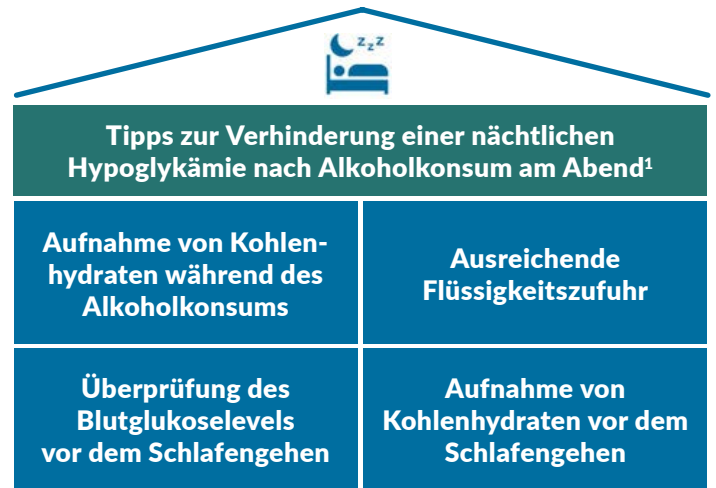 z z z
Tipps zur Verhinderung einer nächtlichen
Hypoglykämie nach Alkoholkonsum am Abend¹
Aufnahme von Kohlen-
hydraten während des
Alkoholkonsums
Ausreichende
Flüssigkeitszufuhr
Überprüfung des
Blutglukoselevels
vor dem Schlafengehen
Aufnahme von
Kohlenhydraten vor dem
Schlafengehen